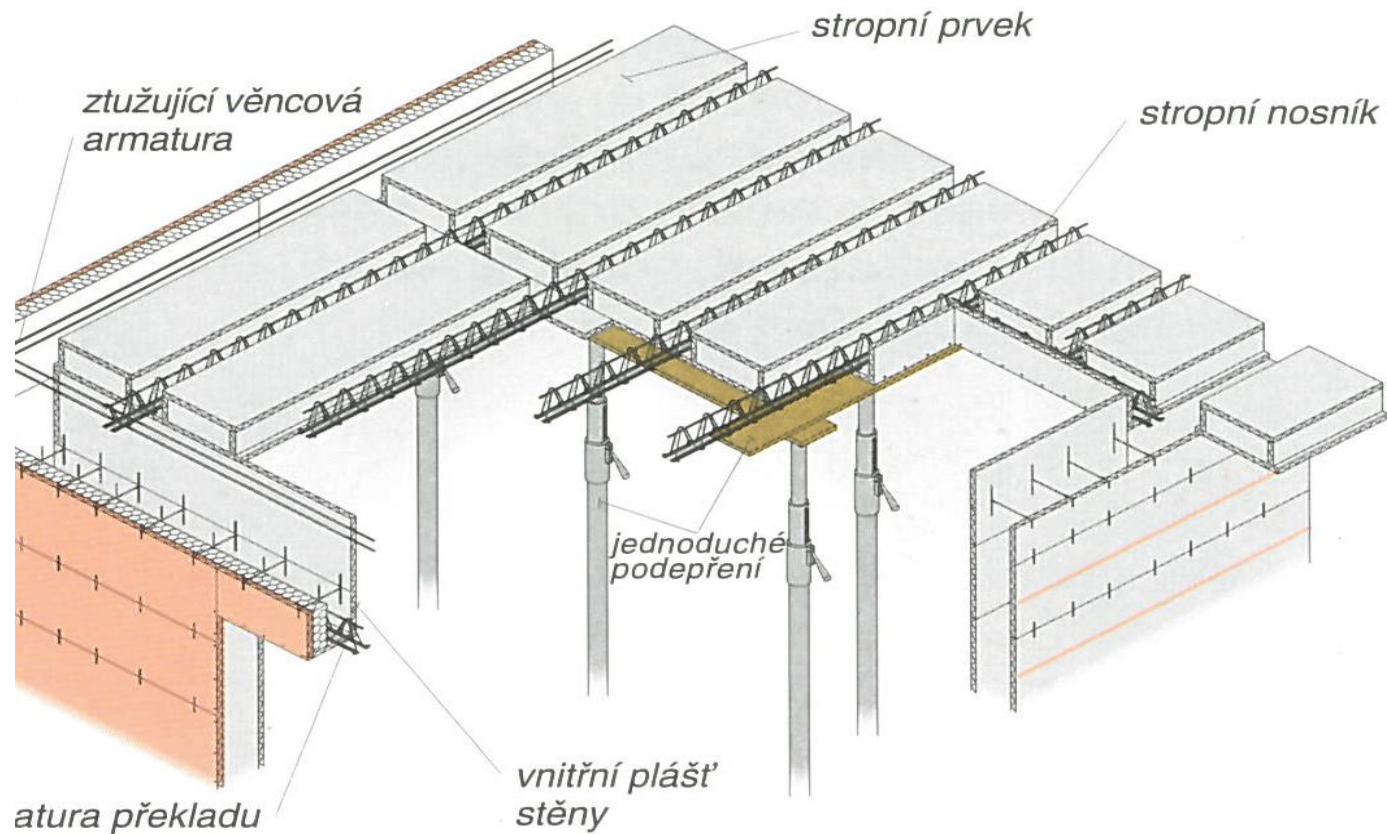 stropní prvek
ztužující věncová
armatura
stropní nosník
jednoduché
podepření
vnitřní plášť
stěny
atura překladu